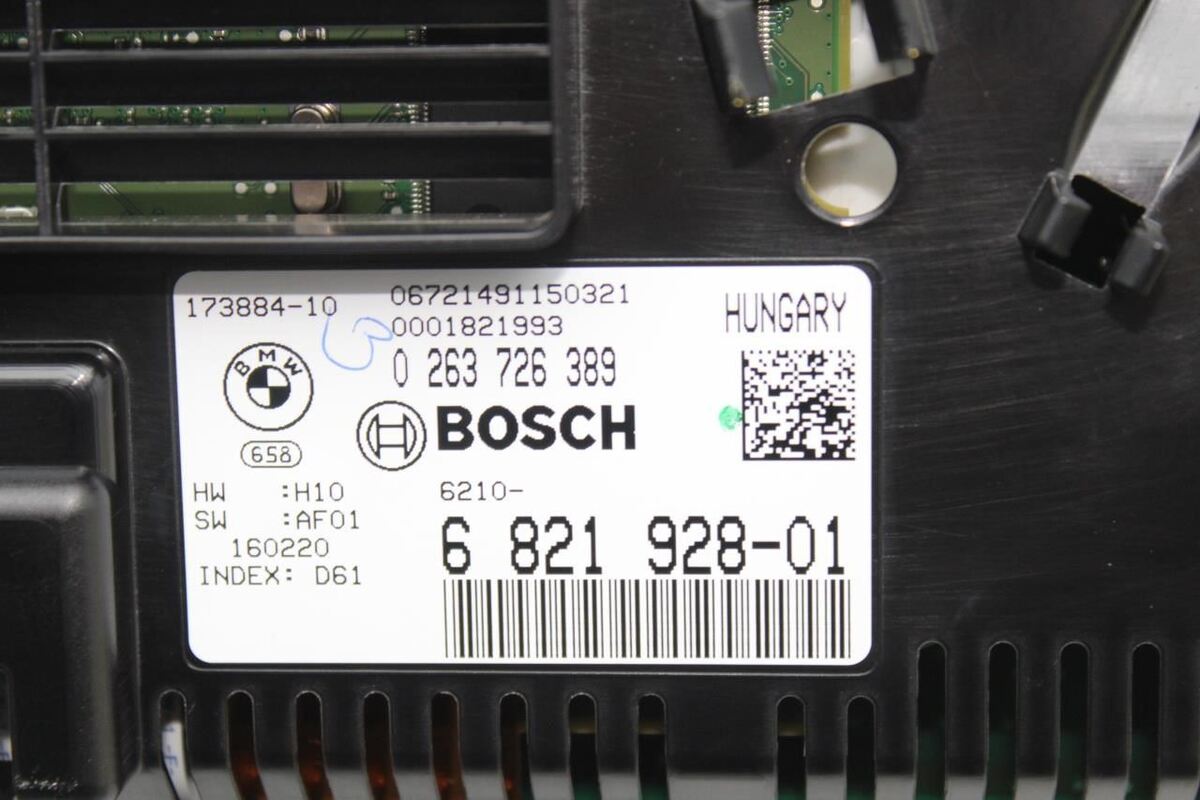 173884-10
06721491150321
0001821993
HUNGARY
0 263 726 389
BMW
658
BOSCH
HW :H10
SW :AF01
160220
INDEX: D61
6210-
6 821 928-01